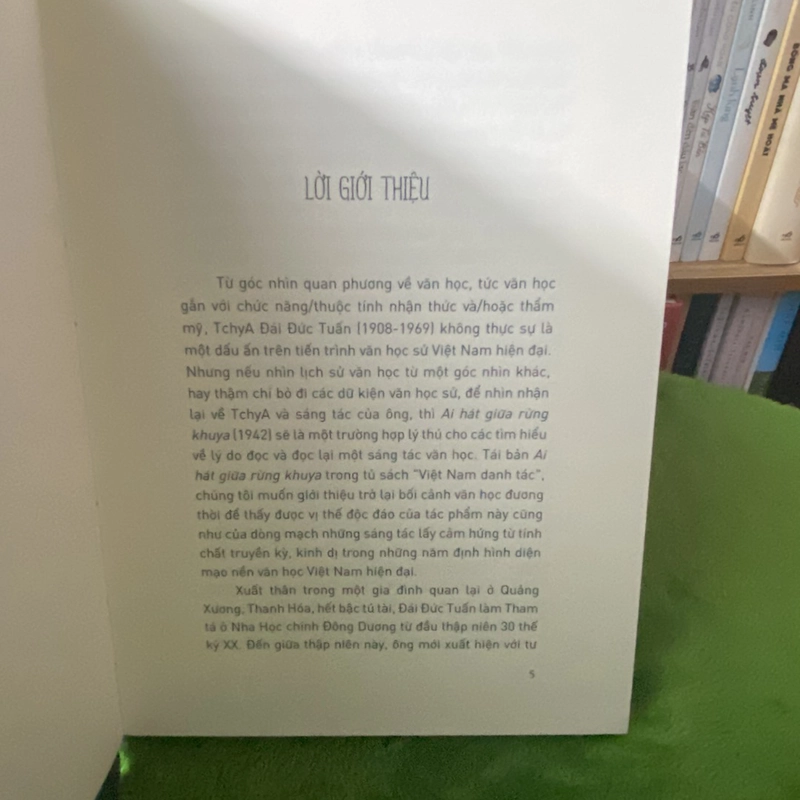 LỜI GIỚI THIỆU
Từ góc nhìn quan phương về văn học, tức văn học
gắn với chức năng/thuộc tính nhận thức và/hoặc thẩm
mỹ, TchyA Đái Đức Tuấn (1908-1969) không thực sự là
một dấu ấn trên tiến trình văn học sử Việt Nam hiện đại.
Nhưng nếu nhìn lịch sử văn học từ một góc nhìn khác,
hay thậm chí bỏ đi các dữ kiện văn học sử, để nhìn nhận
lại về TchyA và sáng tác của ông, thì Ai hát giữa rừng
khuya (1942) sẽ là một trường hợp lý thú cho các tìm hiểu
về lý do đọc và đọc lại một sáng tác văn học. Tái bản Ai
hát giữa rừng khuya trong tủ sách "Việt Nam danh tác",
chúng tôi muốn giới thiệu trở lại bối cảnh văn học đương
thời để thấy được vị thế độc đáo của tác phẩm này cũng
như của dòng mạch những sáng tác lấy cảm hứng từ tính
chất truyền kỳ, kinh dị trong những năm định hình diện
mạo nền văn học Việt Nam hiện đại.
Xuất thân trong một gia đình quan lại ở Quảng
Xương, Thanh Hóa, hết bậc tú tài, Đái Đức Tuấn làm Tham
tá ở Nha Học chính Đông Dương từ đầu thập niên 30 thế
kỷ XX. Đến giữa thập niên này, ông mới xuất hiện với tư
5
BÓNG MA NHÀ MỆ HOÁT